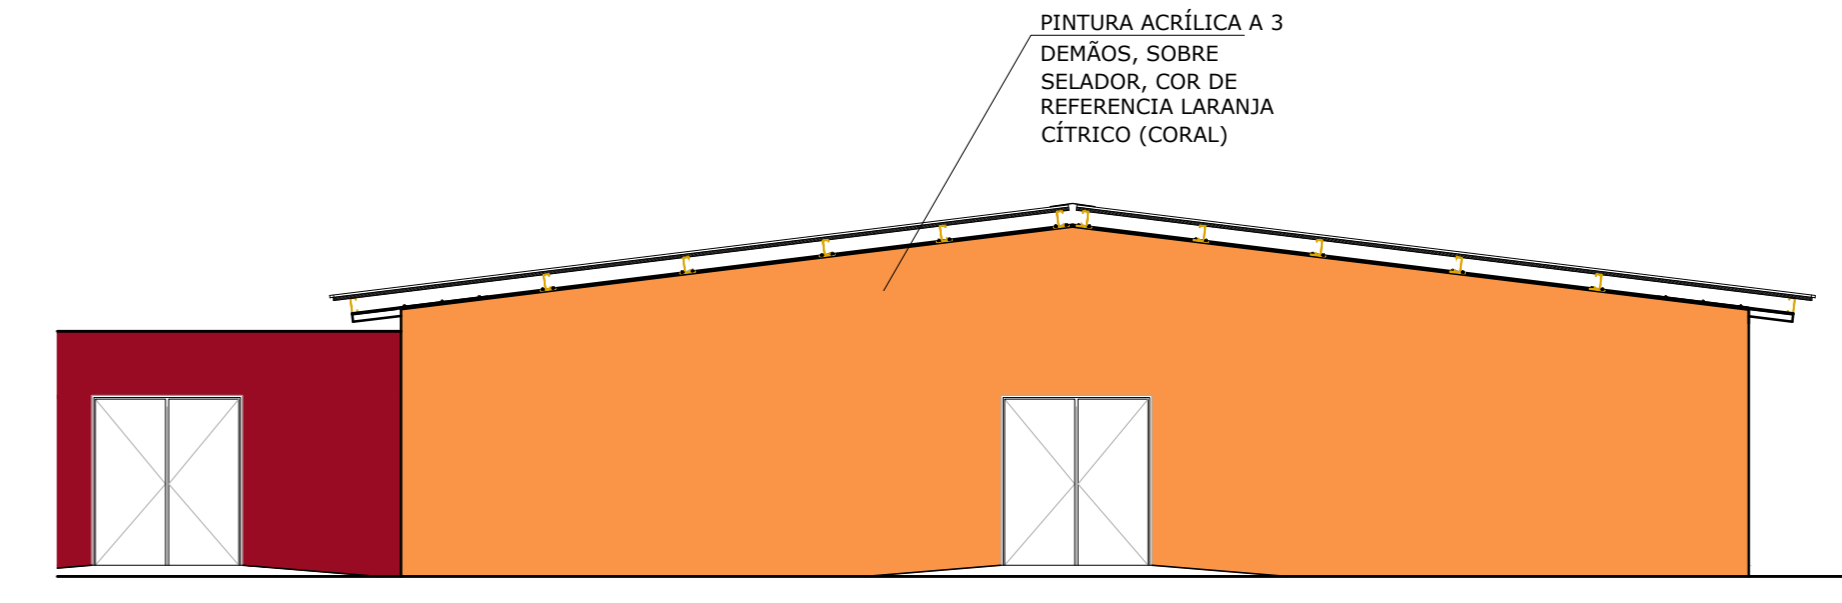 PINTURA ACRÍLICA A 3
DEMÃOS, SOBRE
SELADOR, COR DE
REFERENCIA LARANJA
CÍTRICO (CORAL)